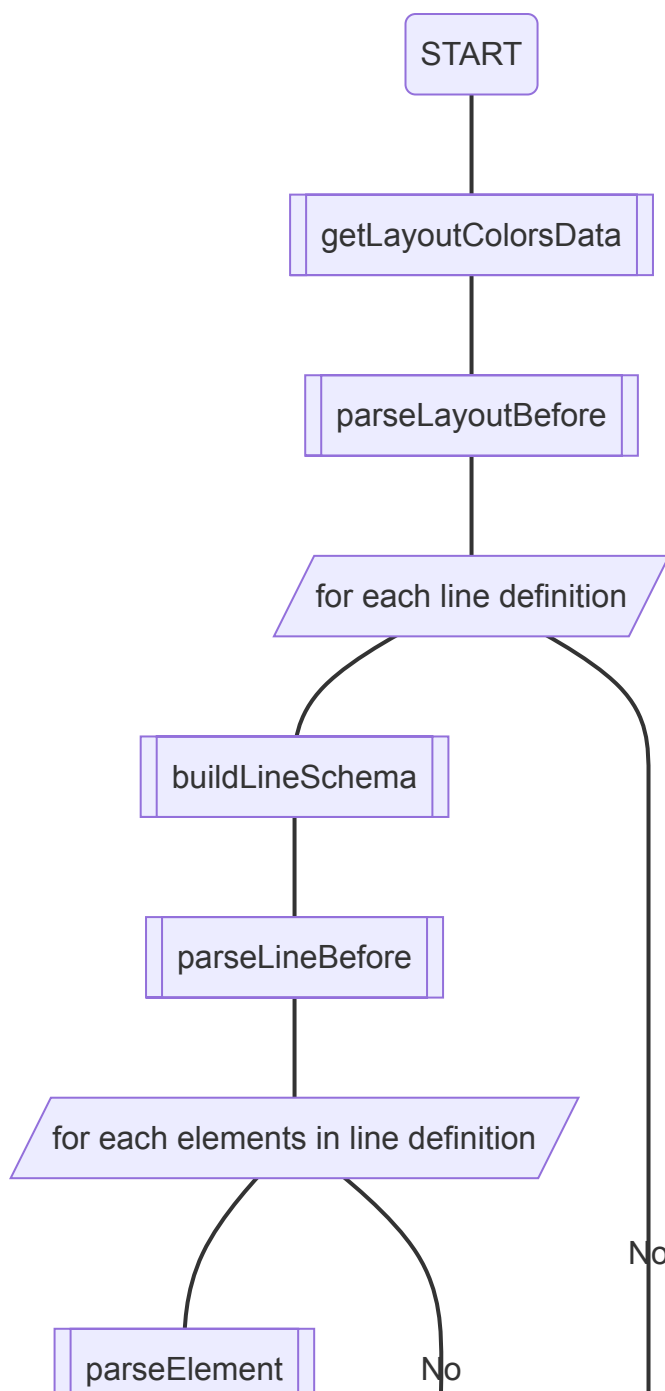 START
getLayoutColorsData
parseLayoutBefore
for each line definition
buildLineSchema
parseLineBefore
for each elements in line definition
No
parseElement
No